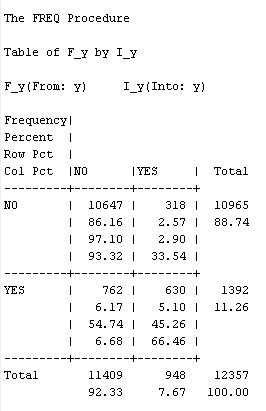 The FREQ Procedure
Table of F_y by I_y
F_y(From: y)     I_y(Into: y)
Frequency|
Percent  |
Row Pct  |
Col Pct  |NO      |YES     |  Total
---------+--------+--------+
NO       |  10647 |    318 |  10965
         |  86.16 |   2.57 |  88.74
         |  97.10 |   2.90 |
         |  93.32 |  33.54 |
---------+--------+--------+
YES      |    762 |    630 |   1392
         |   6.17 |   5.10 |  11.26
         |  54.74 |  45.26 |
         |   6.68 |  66.46 |
---------+--------+--------+
Total       11409      948    12357
            92.33     7.67   100.00